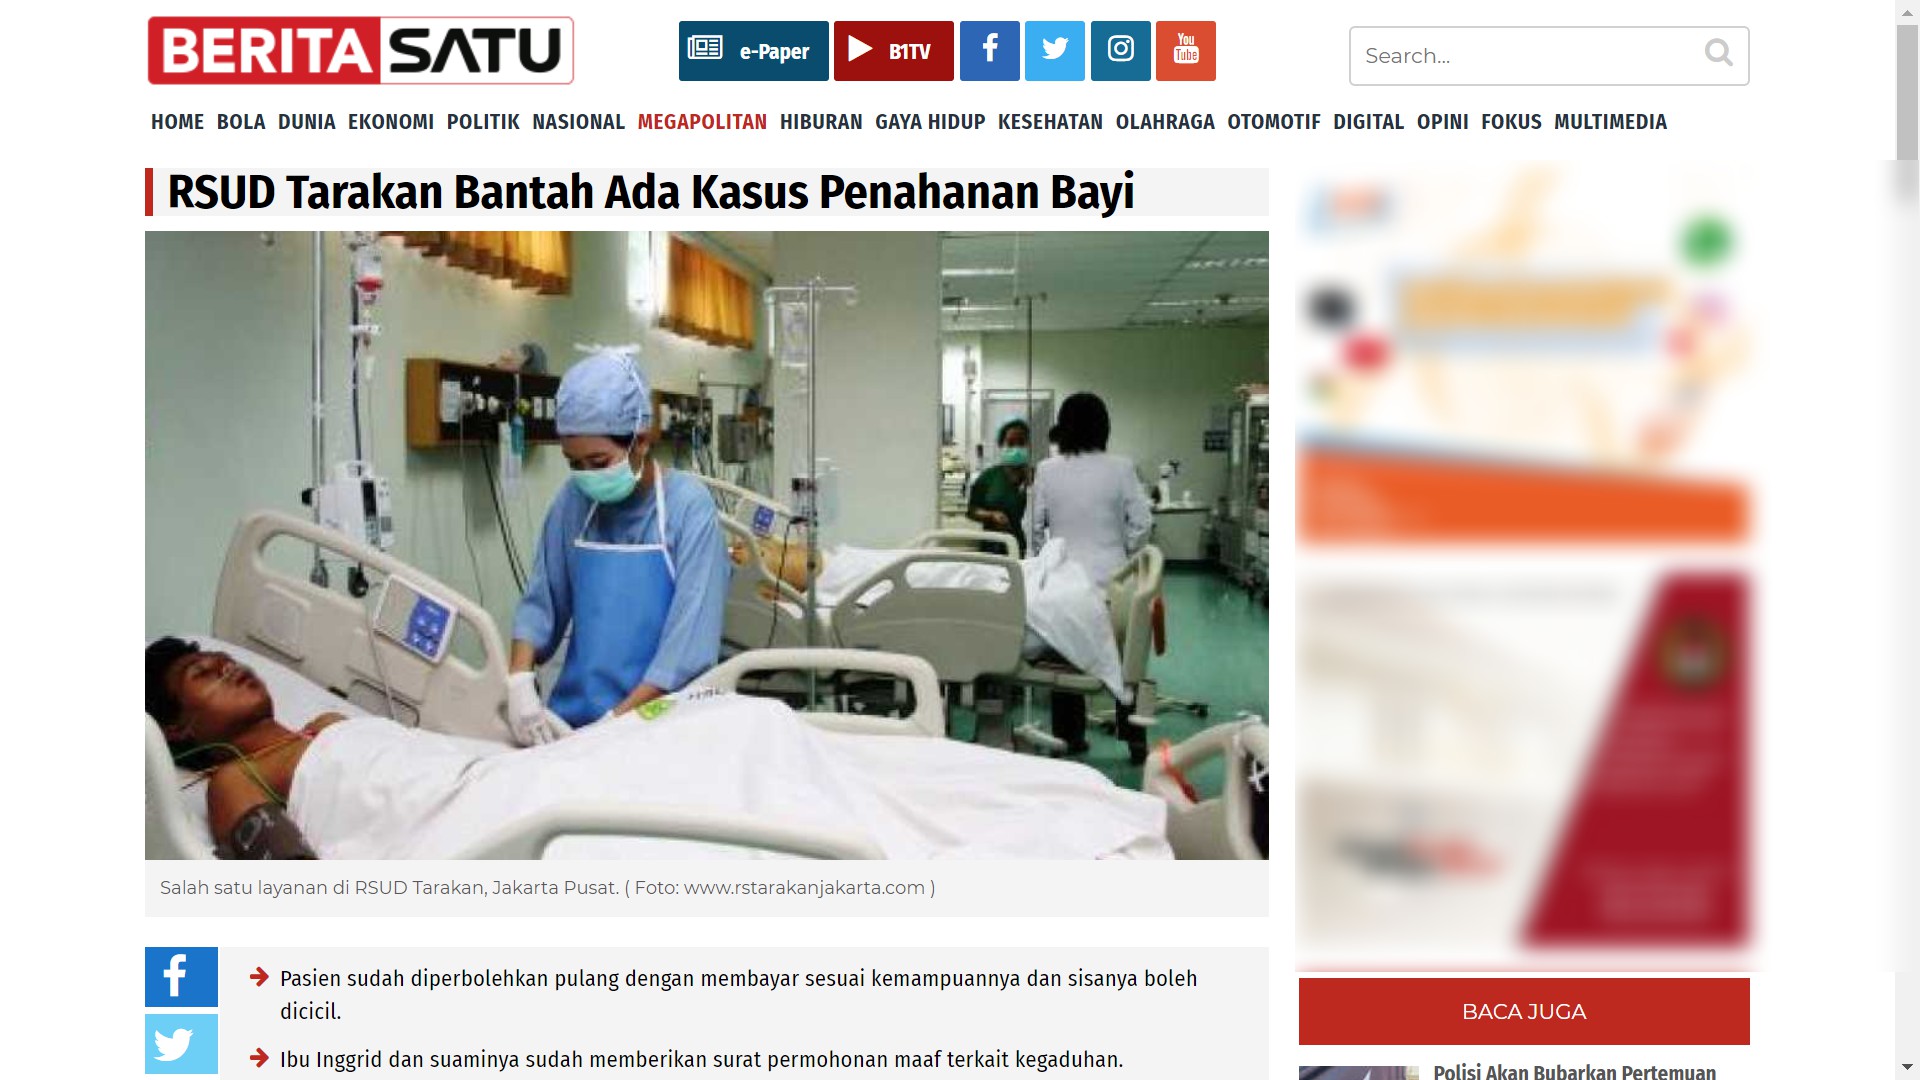 BERITA SATU
e-Paper
B1TV
You
Tube
Search...
HOME BOLA DUNIA EKONOMI POLITIK NASIONAL MEGAPOLITAN HIBURAN GAYA HIDUP KESEHATAN OLAHRAGA OTOMOTIF DIGITAL OPINI FOKUS MULTIMEDIA
RSUD Tarakan Bantah Ada Kasus Penahanan Bayi
Salah satu layanan di RSUD Tarakan, Jakarta Pusat. ( Foto: www.rstarakanjakarta.com )
Pasien sudah diperbolehkan pulang dengan membayar sesuai kemampuannya dan sisanya boleh
dicicil.
Ibu Inggrid dan suaminya sudah memberikan surat permohonan maaf terkait kegaduhan.
BACA JUGA
Polisi Akan Bubarkan Pertemuan